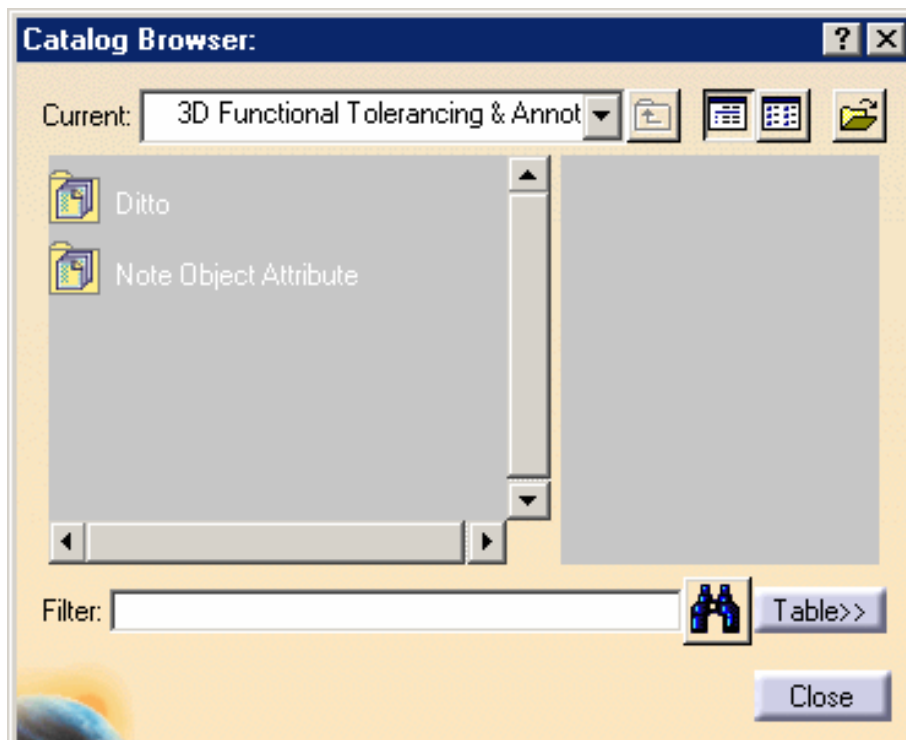 Catalog Browser:
Current: 3D Functional Tolerancing & Annot
Ditto
Note Object Attribute
Filter:
Table>>
Close